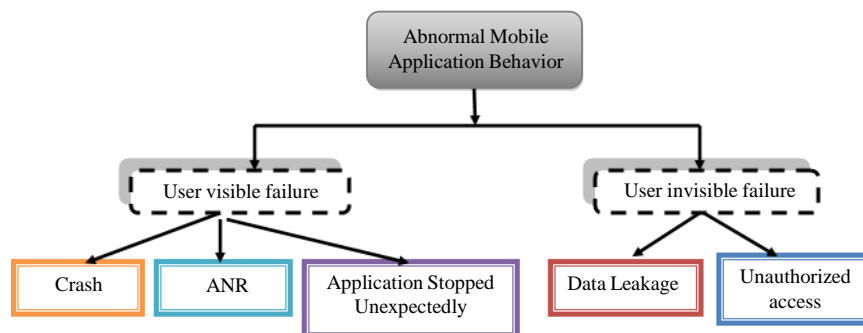 Abnormal Mobile
Application Behavior
User visible failure
User invisible failure
Crash
ANR
Application Stopped
Unexpectedly
Data Leakage
Unauthorized
access